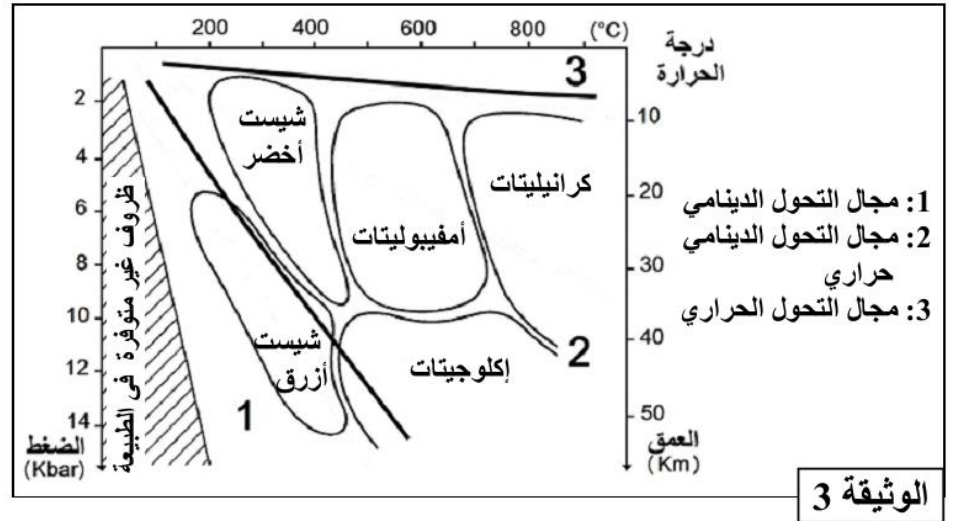 200 400 600 800 (°C)
درجة
الحرارة
3
2
4
6
8
10
12
14
الضغط
(Kbar)
ظروف غير متوفرة في الطبيعة
شيست
أخضر
أمفيبوليتات
كرانيليتات
شيست
أزرق
إكلوجيتات
1
2
10
20
30
40
50
العمق
(Km)
1: مجال التحول الدينامي
2: مجال التحول الدينامي
حراري
3: مجال التحول الحراري
الوثيقة 3